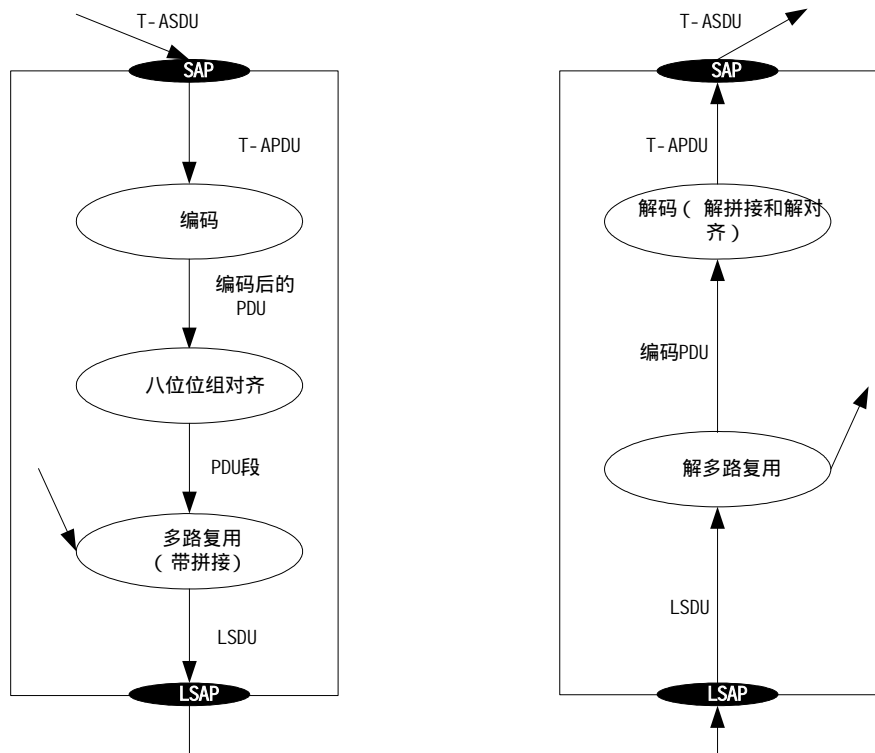 T-ASDU
SAP
T-APDU
编码
编码后的
PDU
八位位组对齐
PDU段
多路复用
(带拼接)
LSDU
LSAP
T-ASDU
SAP
T-APDU
解码(解拼接和解对
齐)
编码PDU
解多路复用
LSDU
LSAP